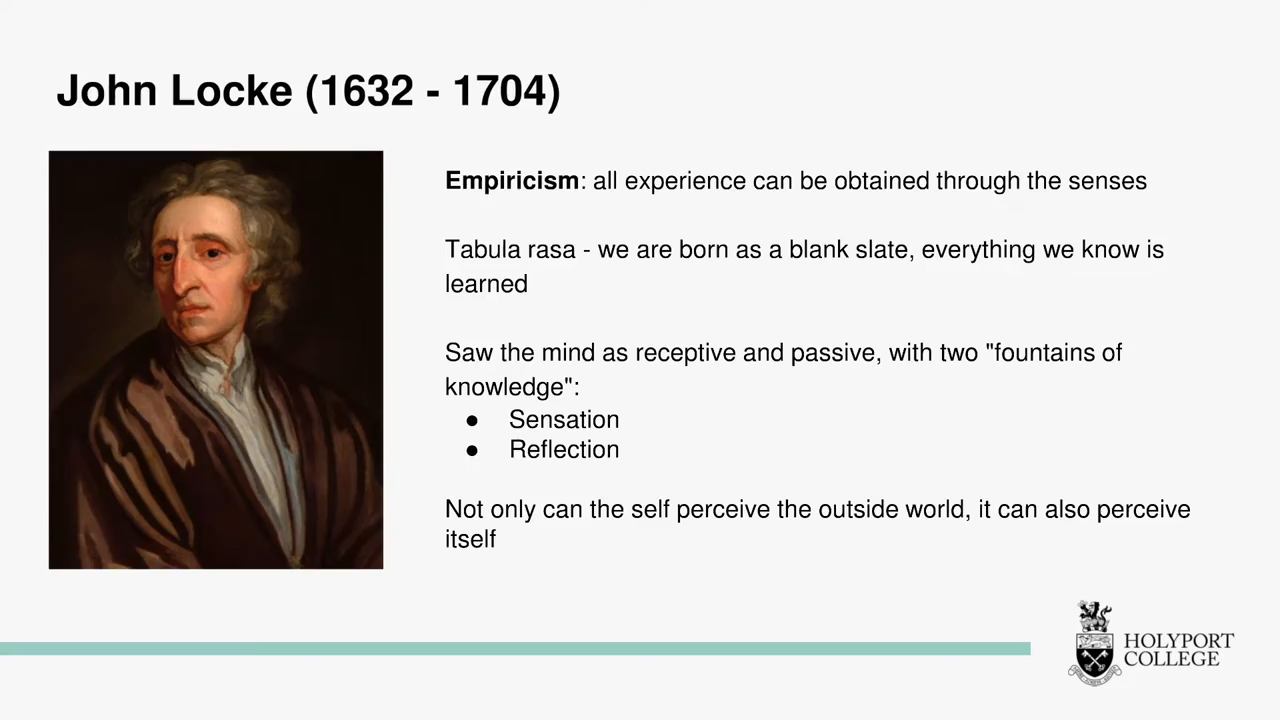 John Locke (1632 - 1704)
Empiricism: all experience can be obtained through the senses
Tabula rasa - we are born as a blank slate, everything we know is
learned
Saw the mind as receptive and passive, with two "fountains of
knowledge":
● Sensation
● Reflection
Not only can the self perceive the outside world, it can also perceive
itself
HOLYPORT
COLLEGE